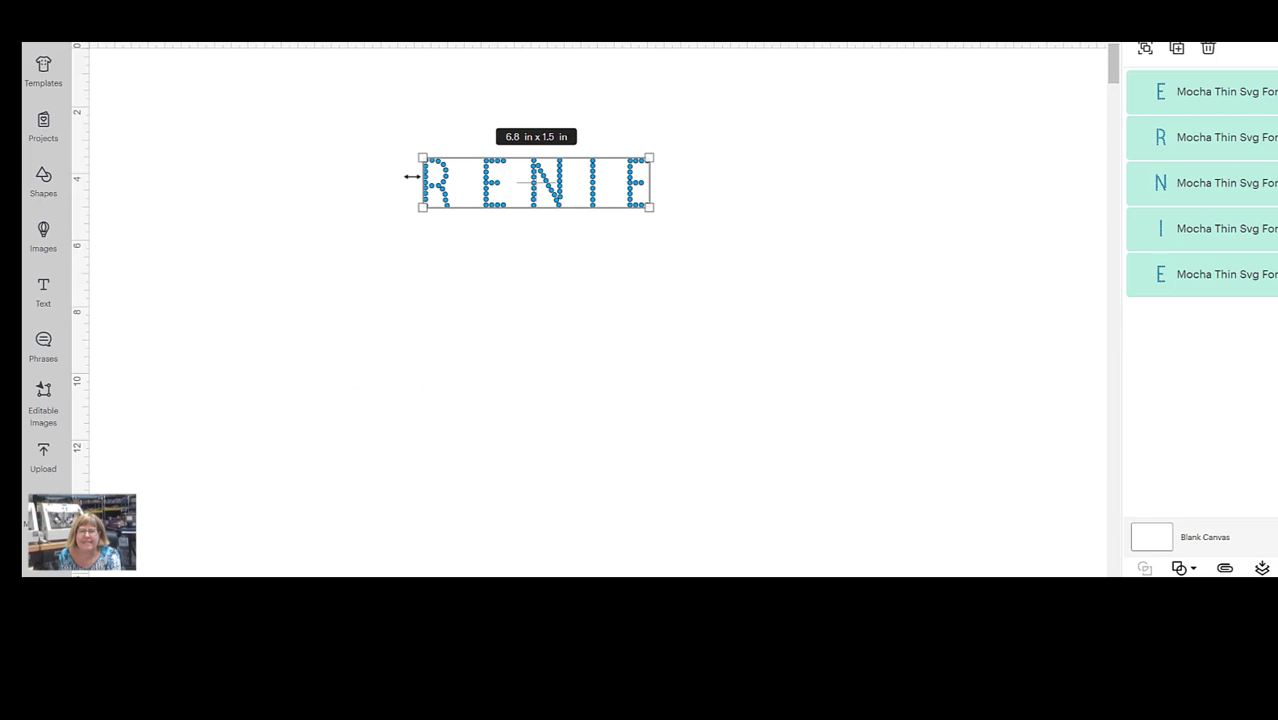 0
2
4
6
8
10
12
Templates
Projects
Shapes
Images
Text
Phrases
Editable
Images
Upload
6.8 in x 1.5 in
RENIE
E Mocha Thin Svg For
R Mocha Thin Svg For
N Mocha Thin Svg For
I Mocha Thin Svg For
E Mocha Thin Svg For
Blank Canvas